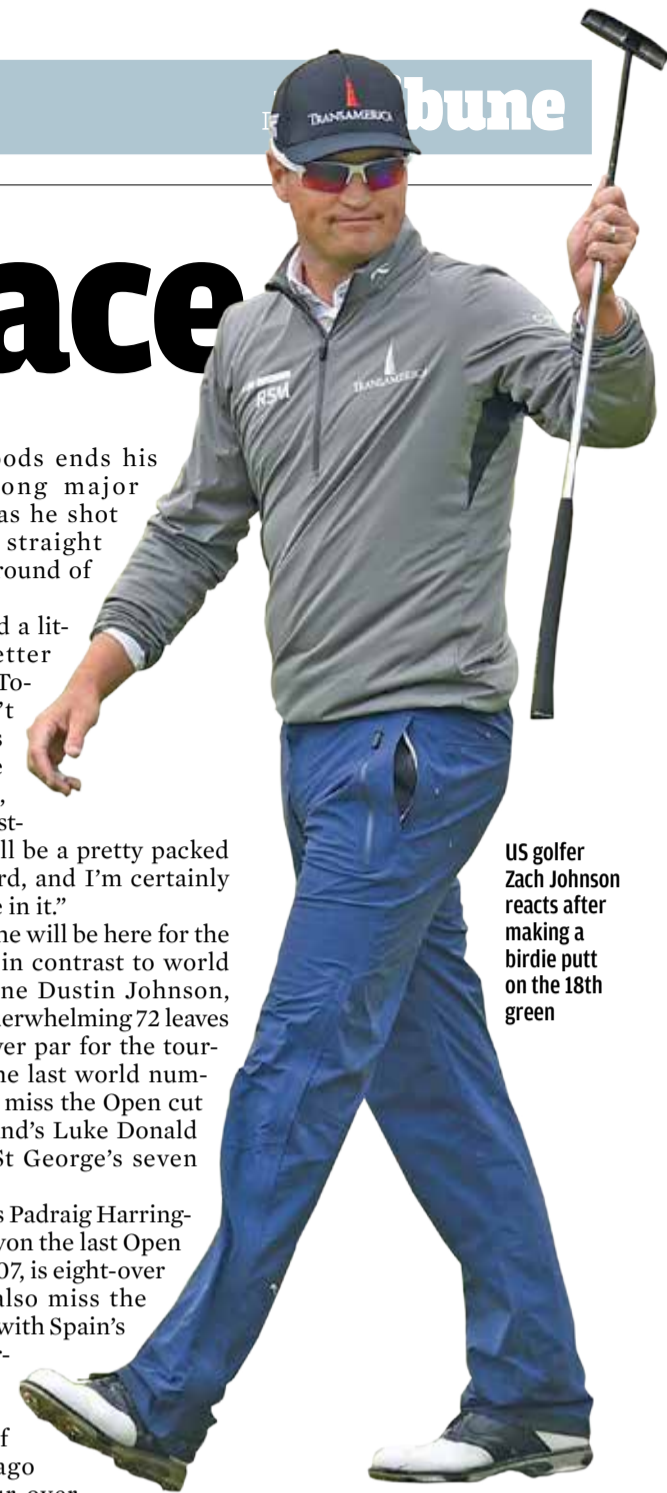 bune
TRANSAMERICA
ace
RSM
TRANSAMERICA
oods ends his
ong major
as he shot
straight
round of
d a lit-
etter
To-
't
s
e
,
st-
ll be a pretty packed
rd, and I'm certainly
e in it.”
he will be here for the
in contrast to world
ne Dustin Johnson,
erwhelming 72 leaves
ver par for the tour-
he last world num-
miss the Open cut
nd's Luke Donald
St George's seven
s Padraig Harring-
won the last Open
07, is eight-over
also miss the
with Spain's
r-
f
ago
US golfer
Zach Johnson
reacts after
making a
birdie putt
on the 18th
green